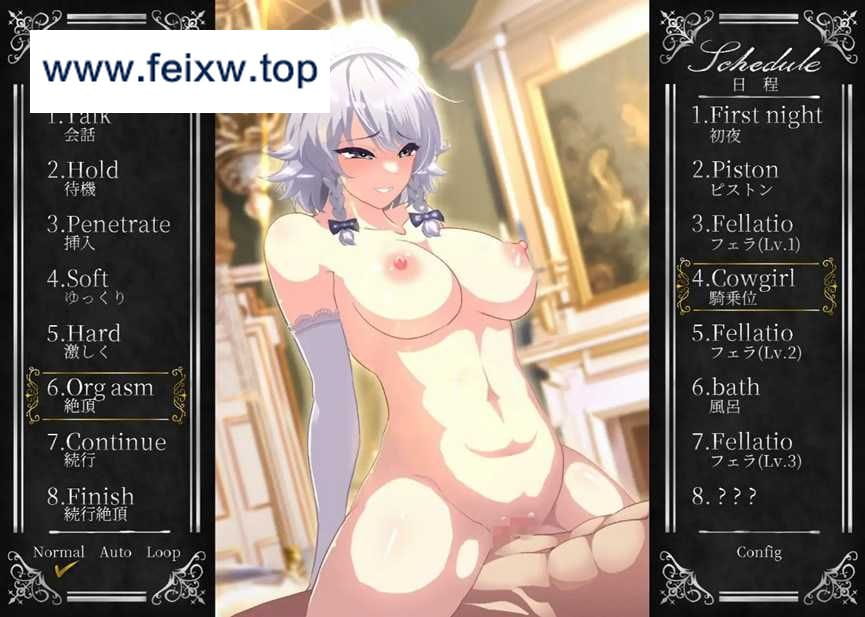 www.feixw.top
1.Talk
会話
2.Hold
待機
3.Penetrate
挿入
4.Soft
ゆっくり
5.Hard
激しく
6.Orgasm
絶頂
7.Continue
続行
8.Finish
続行絶頂
Normal Auto Loop
Schedule
日程
1.First night
初夜
2.Piston
ピストン
3.Fellatio
フェラ(Lv.1)
4.Cowgirl
騎乗位
5.Fellatio
フェラ(Lv.2)
6.bath
風呂
7.Fellatio
フェラ(Lv.3)
8.???
Config